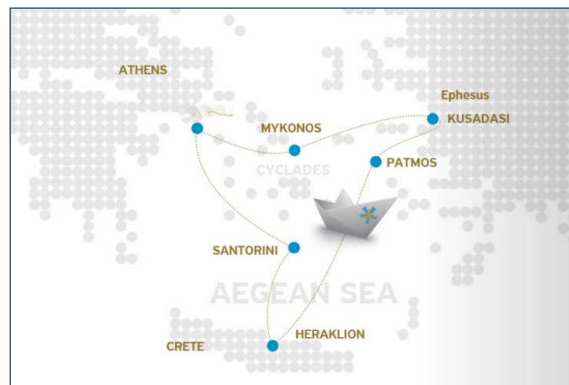 ATHENS
Ephesus
KUSADASI
MYKONOS
PATMOS
CYCLADES
SANTORINI
AEGEAN SEA
HERAKLION
CRETE